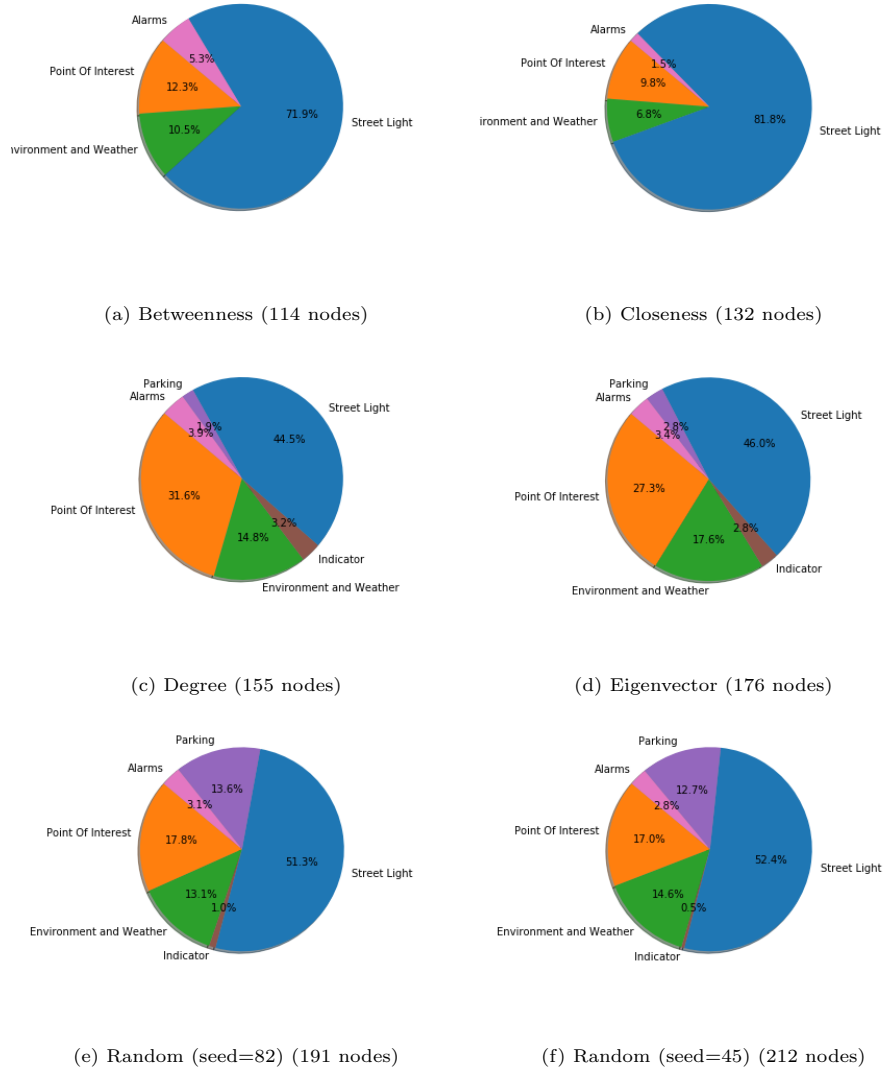 Alarms
5.3%
Point Of Interest
12.3%
71.9%
Street Light
10.5%
nvironment and Weather
(a) Betweenness (114 nodes)
Alarms
1.5%
Point Of Interest
9.8%
81.8%
Street Light
6.8%
ironment and Weather
(b) Closeness (132 nodes)
Parking
Alarms
1.9%
3.9%
Street Light
44.5%
31.6%
Point Of Interest
3.2%
14.8%
Indicator
Environment and Weather
(c) Degree (155 nodes)
Parking
Alarms
2.8%
3.4%
Street Light
46.0%
27.3%
Point Of Interest
2.8%
17.6%
Indicator
Environment and Weather
(d) Eigenvector (176 nodes)
Parking
Alarms
13.6%
3.1%
Point Of Interest
17.8%
51.3%
Street Light
13.1%
1.0%
Environment and Weather
Indicator
(e) Random (seed=82) (191 nodes)
Parking
Alarms
12.7%
2.8%
Point Of Interest
17.0%
52.4%
Street Light
14.6%
0.5%
Environment and Weather
Indicator
(f) Random (seed=45) (212 nodes)